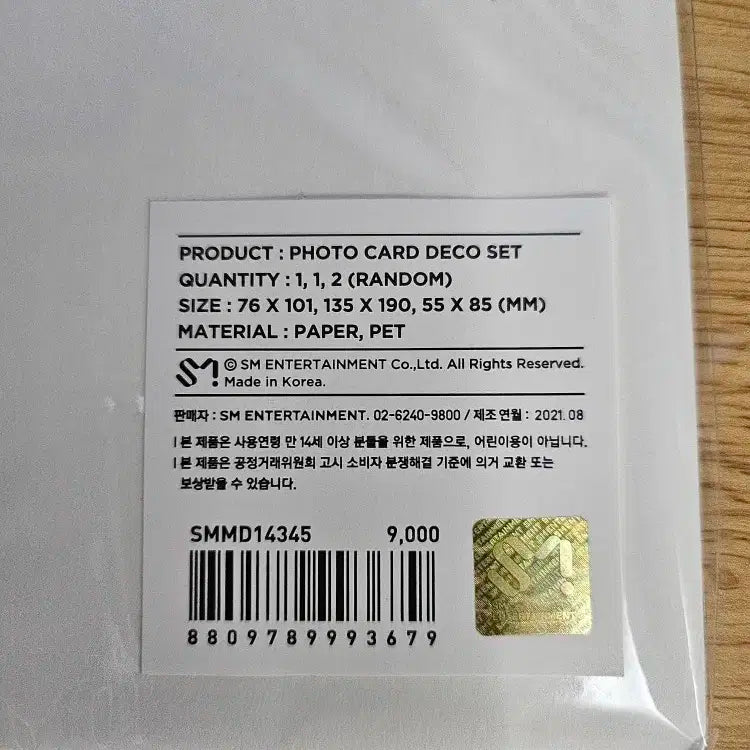 PRODUCT : PHOTO CARD DECO SET
QUANTITY : 1, 1, 2 (RANDOM)
SIZE : 76 X 101, 135 X 190, 55 X 85 (MM)
MATERIAL : PAPER, PET
SM
© SM ENTERTAINMENT Co.,Ltd. All Rights Reserved.
Made in Korea.
판매자 : SM ENTERTAINMENT. 02-6240-9800 / 제조연월 : 2021. 08
l 본 제품은 사용연령 만 14세 이상 분들을 위한 제품으로, 어린이용이 아닙니다.
l 본 제품은 공정거래위원회 고시 소비자 분쟁해결 기준에 의거 교환 또는
보상받을 수 있습니다.
SMMD14345 9,000
8809789993679
SM
ENTERTAINMENT